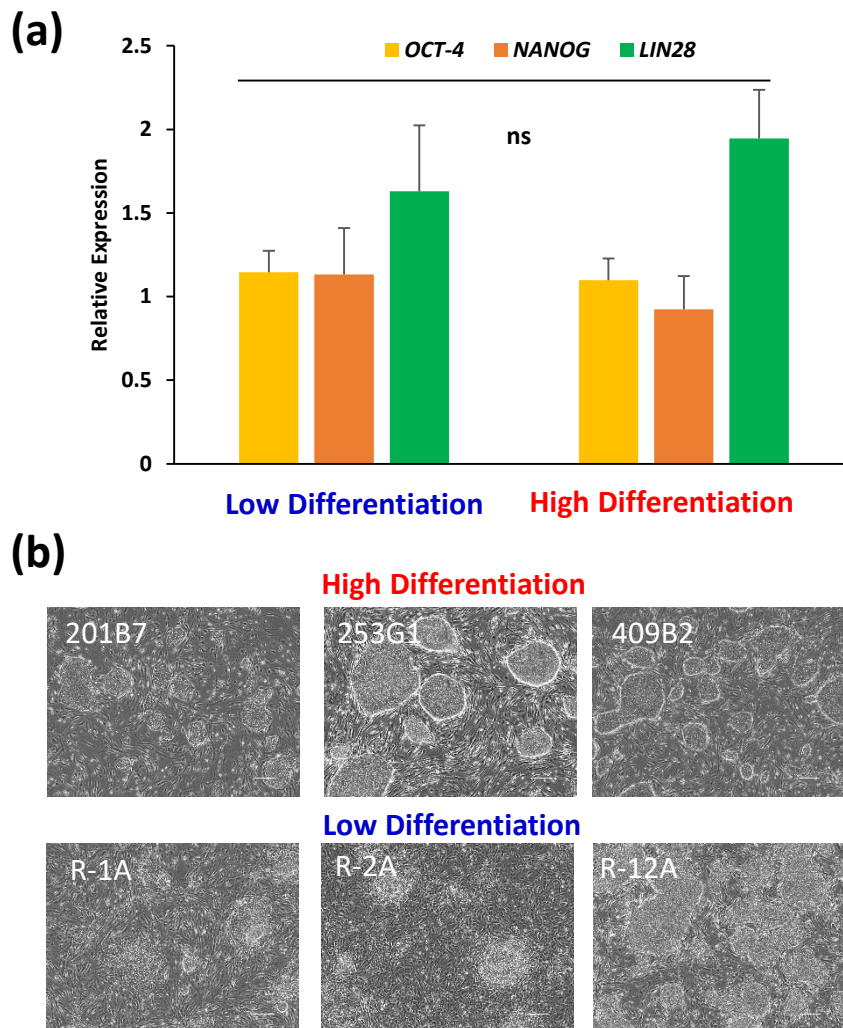 (a)
2.5
OCT-4 NANOG LIN28
2
ns
1.5
1
0.5
0
Relative Expression
Low Differentiation High Differentiation
(b)
High Differentiation
201B7 253G1 409B2
Low Differentiation
R-1A R-2A R-12A